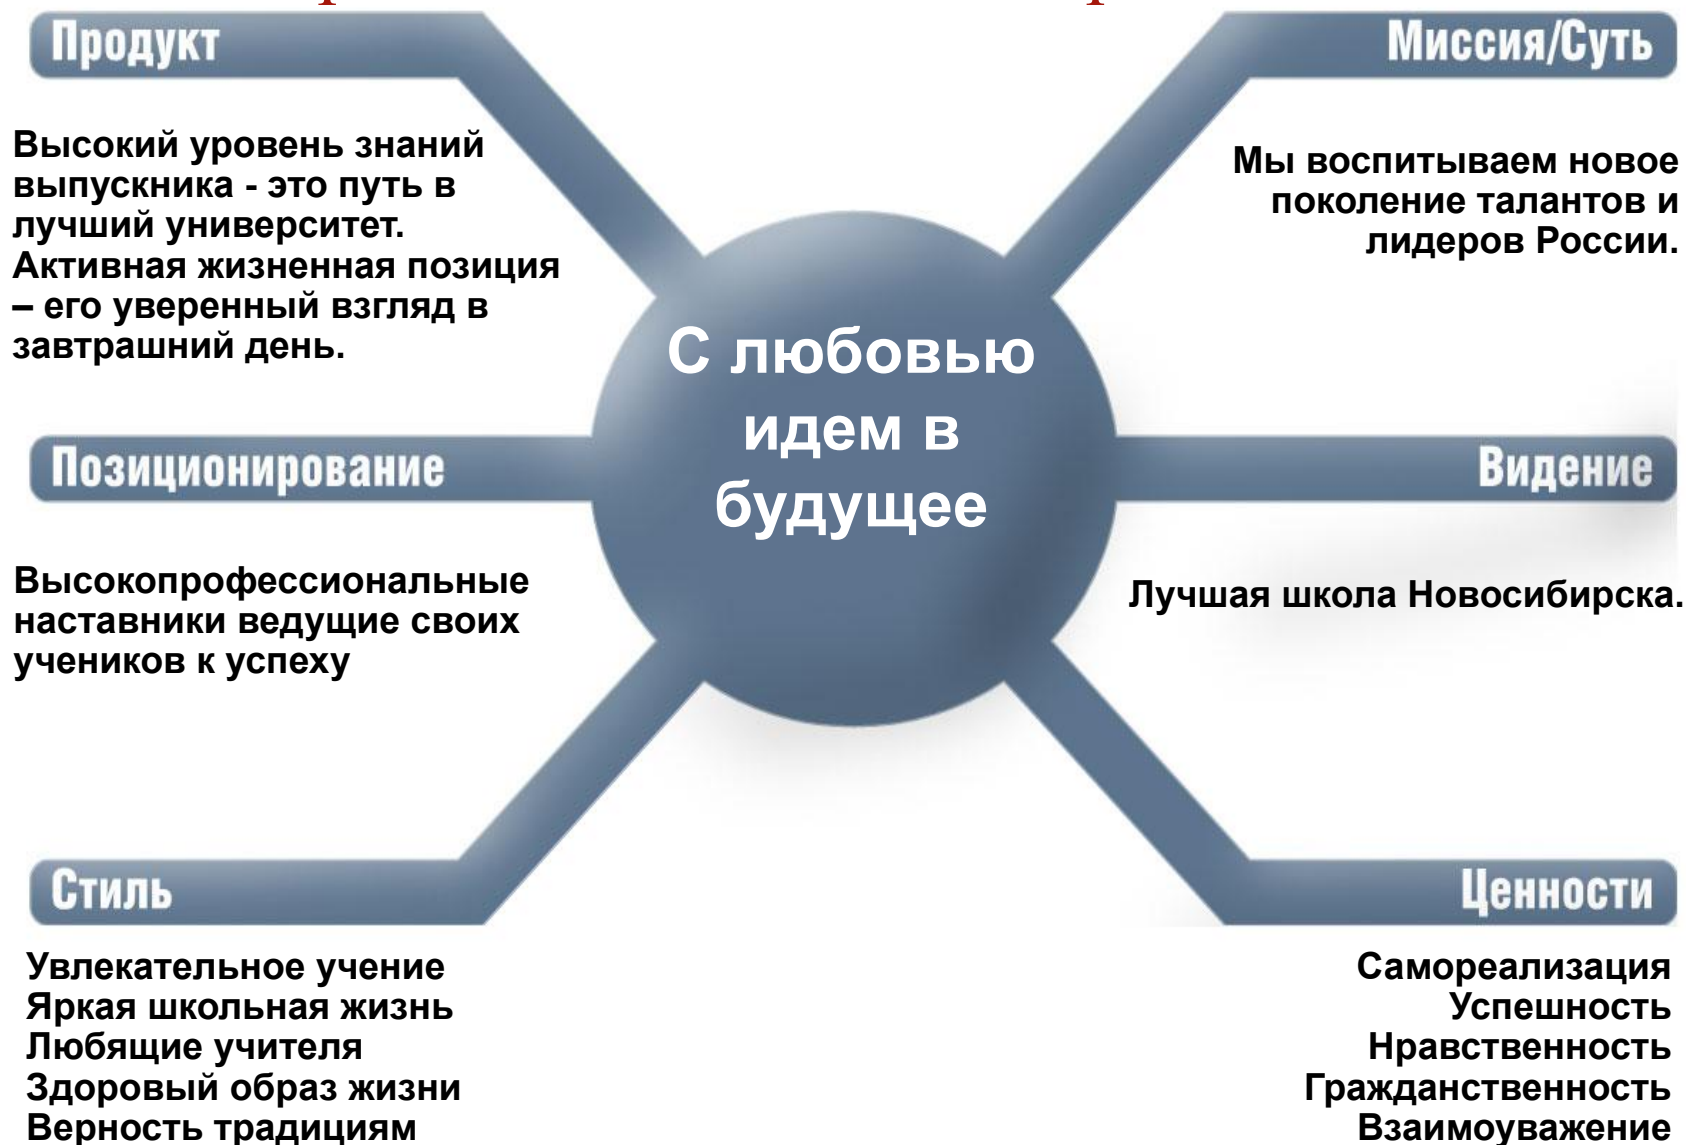 Продукт
Высокий уровень знаний
выпускника - это путь в
лучший университет.
Активная жизненная позиция
– его уверенный взгляд в
завтрашний день.
Позиционирование
Высокопрофессиональные
наставники ведущие своих
учеников к успеху
Стиль
Увлекательное учение
Яркая школьная жизнь
Любящие учителя
Здоровый образ жизни
Верность традициям
С любовью
идем в
будущее
Миссия/Суть
Мы воспитываем новое
поколение талантов и
лидеров России.
Видение
Лучшая школа Новосибирска.
Ценности
Самореализация
Успешность
Нравственность
Гражданственность
Взаимоуважение